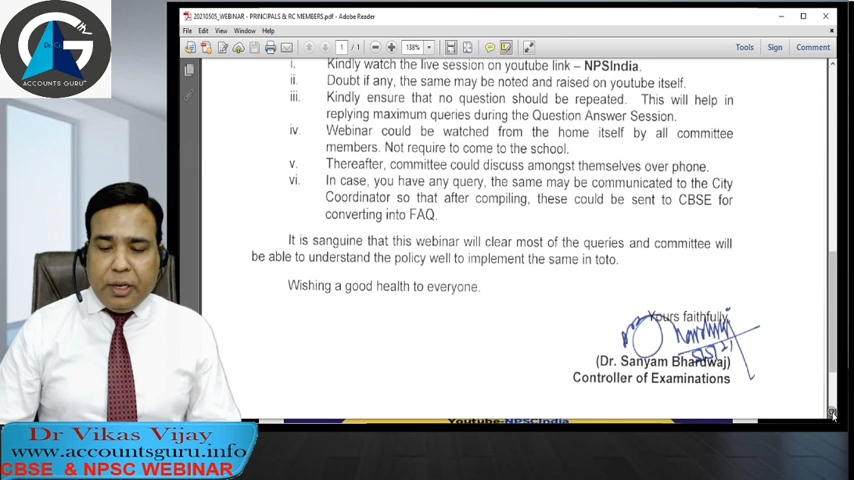 20210505_WEBINAR - PRINCIPALS & RC MEMBERS.pdf - Adobe Reader
File Edit View Window Help
1 / 1 138% Tools Sign Comment
G
Dr. G
ACCOUNTS GURU
i. Kindly watch the live session on youtube link – NPSIndia.
ii. Doubt if any, the same may be noted and raised on youtube itself.
iii. Kindly ensure that no question should be repeated. This will help in
replying maximum queries during the Question Answer Session.
iv. Webinar could be watched from the home itself by all committee
members. Not require to come to the school.
v. Thereafter, committee could discuss amongst themselves over phone.
vi. In case, you have any query, the same may be communicated to the City
Coordinator so that after compiling, these could be sent to CBSE for
converting into FAQ.
It is sanguine that this webinar will clear most of the queries and committee will
be able to understand the policy well to implement the same in toto.
Wishing a good health to everyone.
Yours faithfully,
(Dr. Sanyam Bhardwaj)
Controller of Examinations
Youtube-NPSCIndia
Dr Vikas Vijay
www.accountsguru.info
CBSE & NPSC WEBINAR